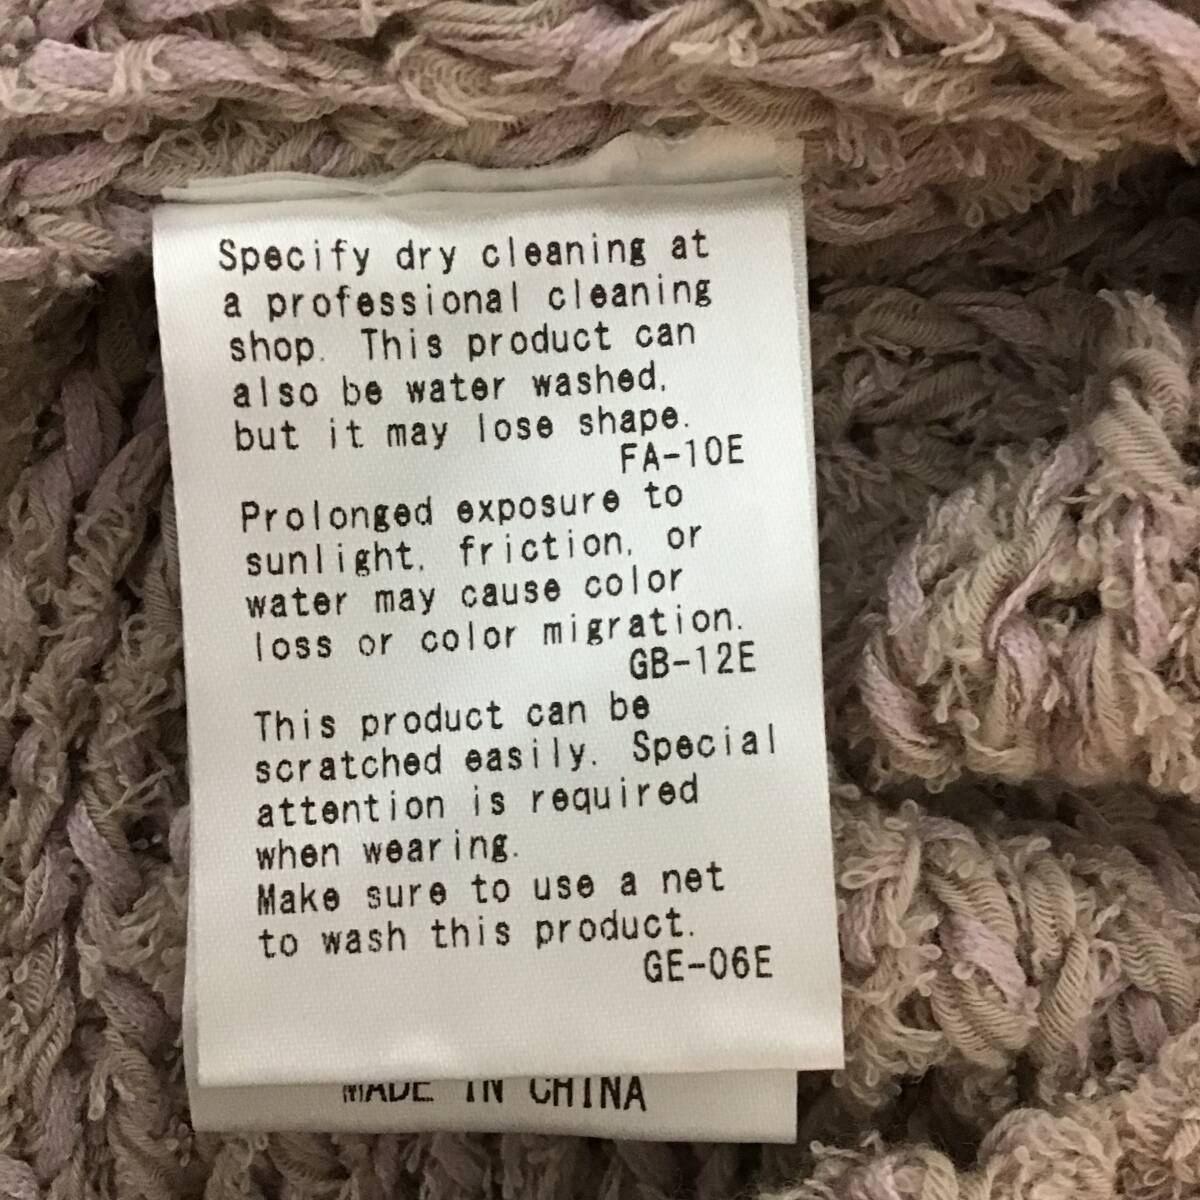 Specify dry cleaning at
a professional cleaning
shop. This product can
also be water washed,
but it may lose shape.
FA-10E
Prolonged exposure to
sunlight, friction, or
water may cause color
loss or color migration.
GB-12E
This product can be
scratched easily. Special
attention is required
when wearing.
Make sure to use a net
to wash this product.
GE-06E
MADE IN CHINA